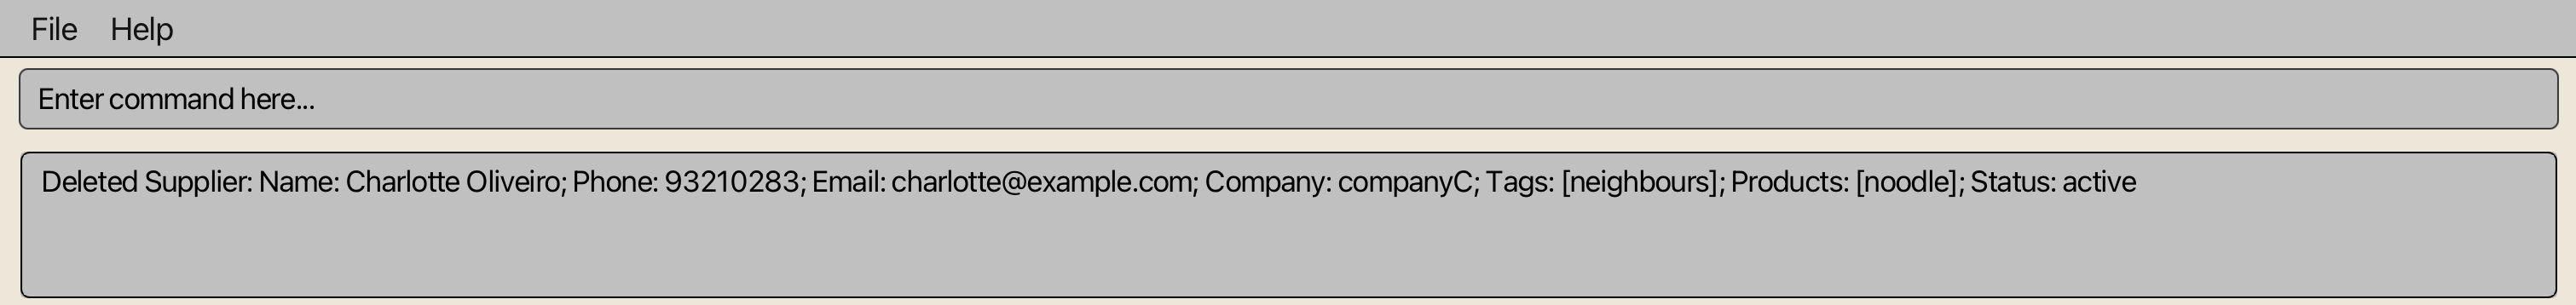 File Help
Enter command here...
Deleted Supplier: Name: Charlotte Oliveiro; Phone: 93210283; Email: charlotte@example.com; Company: companyC; Tags: [neighbours]; Products: [noodle]; Status: active